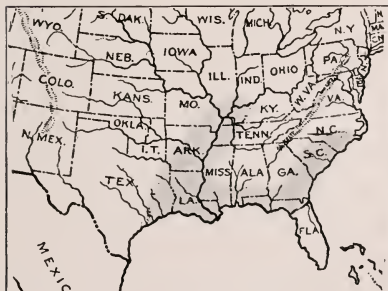 WYO.
S. DAK.
WIS.
MICH
N.Y
NEB.
IOWA
PA.
COLO.
ILL.
IND.
OHIO
W.VA.
VA.
KANS.
MO.
KY.
N. MEX.
OKLA.
I.T.
ARK.
TENN.
N.C.
S.C.
TEX.
LA.
MISS
ALA
GA.
FLA
MEXICO